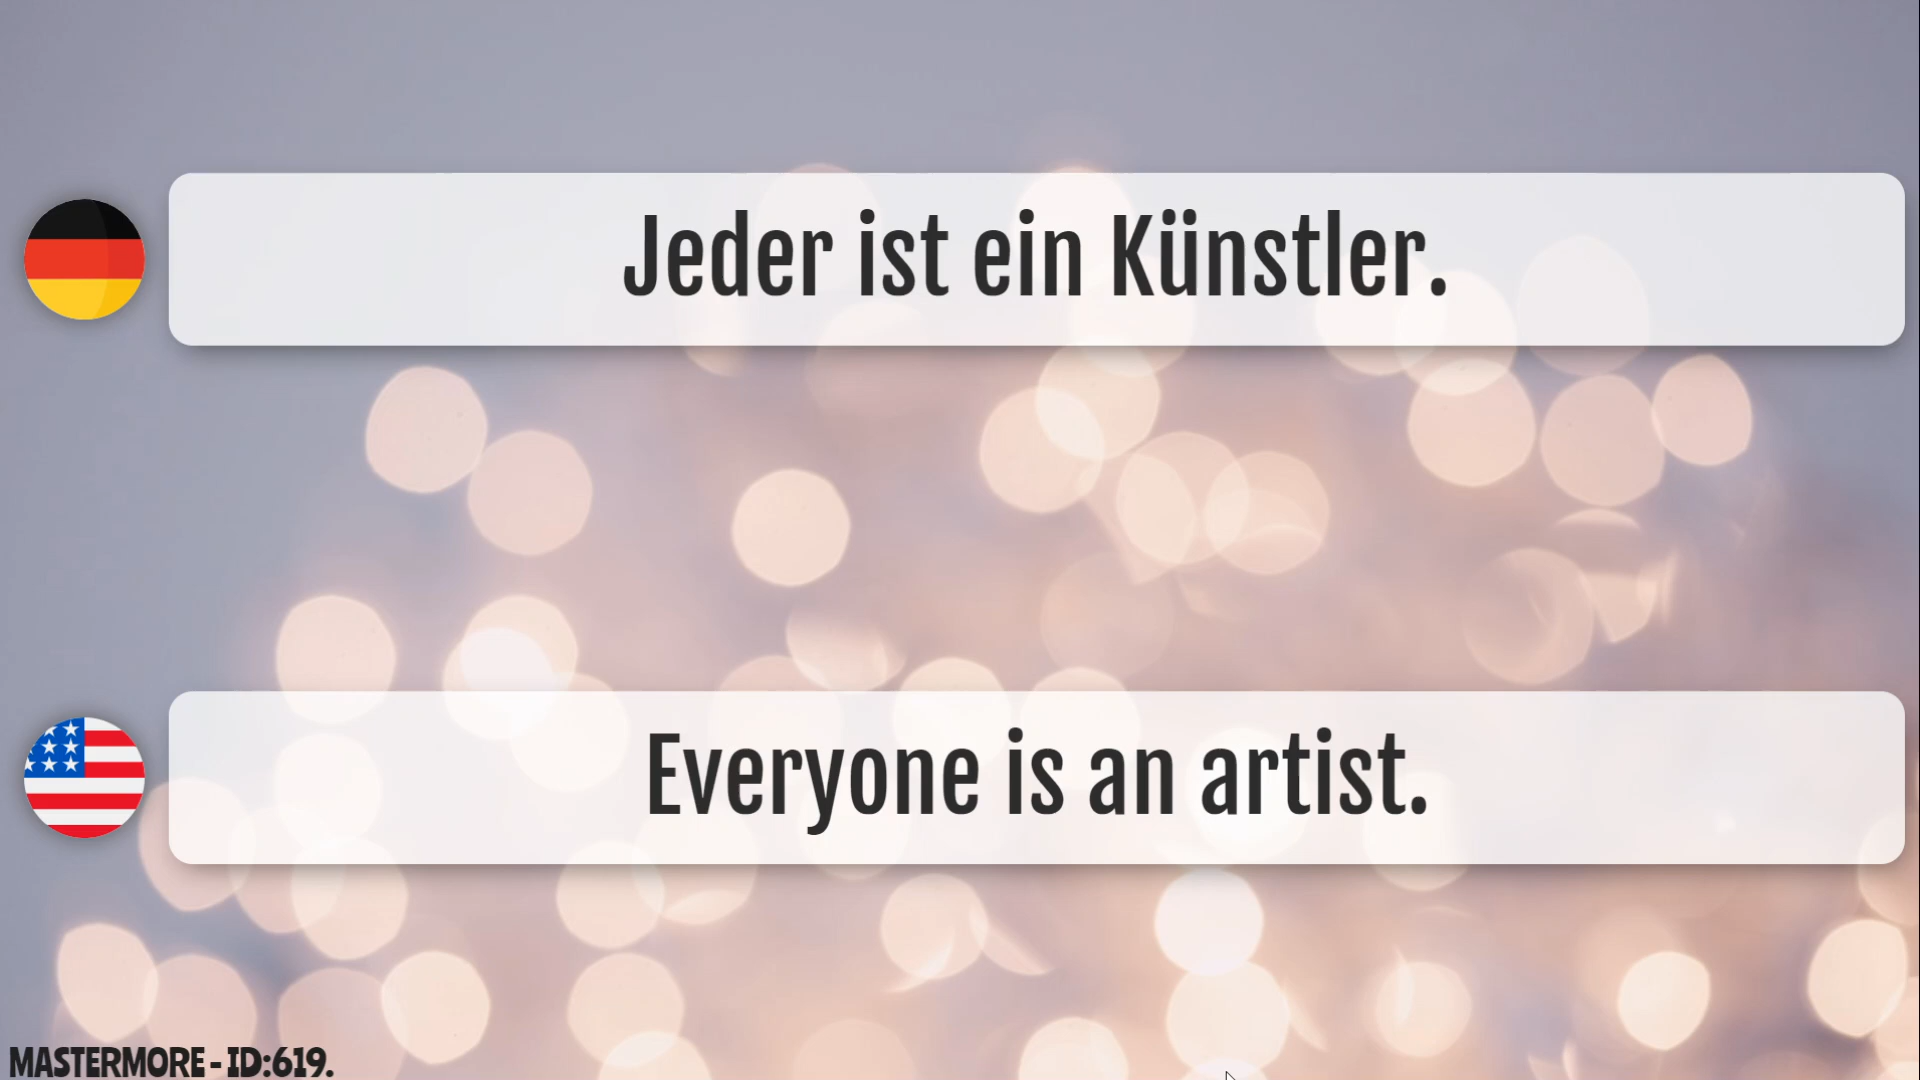 Jeder ist ein Künstler.
Everyone is an artist.
MASTERMORE - ID:619.